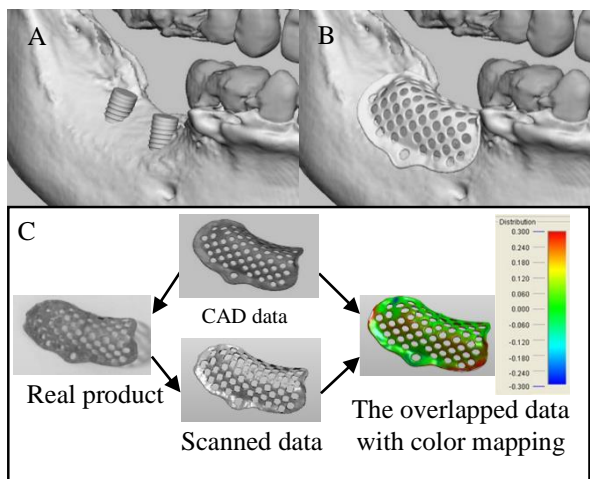 A
B
C
CAD data
Real product
Scanned data
The overlapped data
with color mapping
Distribution
0.300
0.240
0.180
0.120
0.060
0.000
-0.060
-0.120
-0.180
-0.240
-0.300